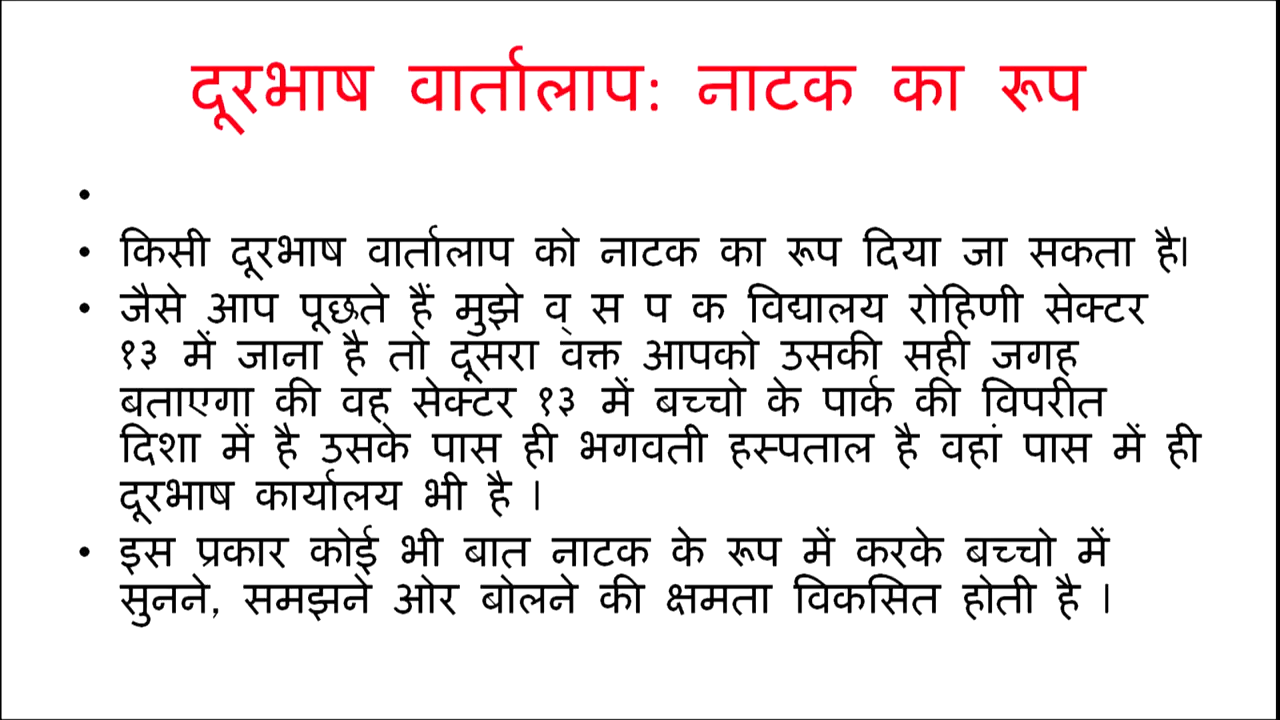 दूरभाष वार्तालाप: नाटक का रूप
•
• किसी दूरभाष वार्तालाप को नाटक का रूप दिया जा सकता है।
• जैसे आप पूछते हैं मुझे व् स प क विद्यालय रोहिणी सेक्टर
१३ में जाना है तो दूसरा वक्त आपको उसकी सही जगह
बताएगा की वह सेक्टर १३ में बच्चो के पार्क की विपरीत
दिशा में है उसके पास ही भगवती हस्पताल है वहां पास में ही
दूरभाष कार्यालय भी है ।
• इस प्रकार कोई भी बात नाटक के रूप में करके बच्चो में
सुनने, समझने ओर बोलने की क्षमता विकसित होती है ।